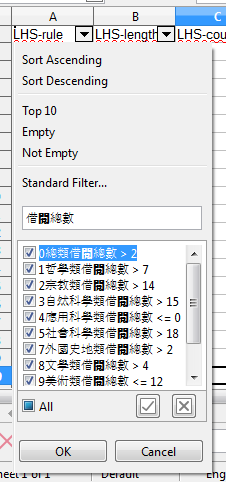 A B C
LHS-rule LHS-length LHS-cou
Sort Ascending
Sort Descending
Top 10
Empty
Not Empty
Standard Filter...
借閱總數
0總類借閱總數 > 2
1哲學類借閱總數 > 7
2宗教類借閱總數 > 14
3自然科學類借閱總數 > 15
4應用科學類借閱總數 <= 0
5社會科學類借閱總數 > 18
7外國史地類借閱總數 > 2
8文學類借閱總數 > 4
9美術類借閱總數 <= 12
All
OK Cancel
heet 1 of 1 Default Eng